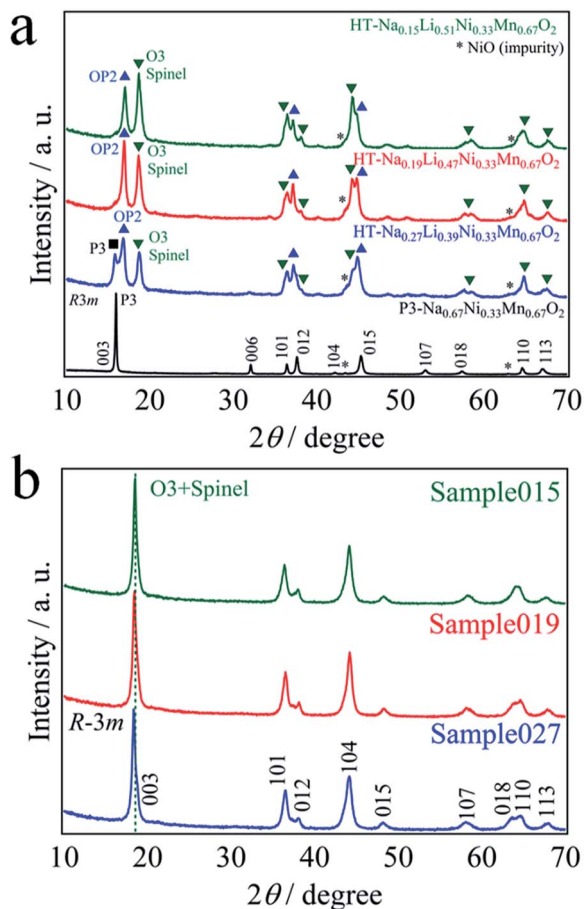 a
HT-Na0.15Li0.51Ni0.33Mn0.67O2
* NiO (impurity)
OP2
O3
Spinel
*
*
HT-Na0.19Li0.47Ni0.33Mn0.67O2
OP2
O3
Spinel
*
*
HT-Na0.27Li0.39Ni0.33Mn0.67O2
OP2
P3
O3
Spinel
*
*
P3-Na0.67Ni0.33Mn0.67O2
R3m
P3
003
006
101
012
104
*
015
107
018
*
110
113
Intensity / a. u.
10 20 30 40 50 60 70
2θ / degree
b
O3+Spinel
Sample015
Sample019
R-3m
Sample027
003
101
012
104
015
107
018
110
113
Intensity / a. u.
10 20 30 40 50 60 70
2θ / degree